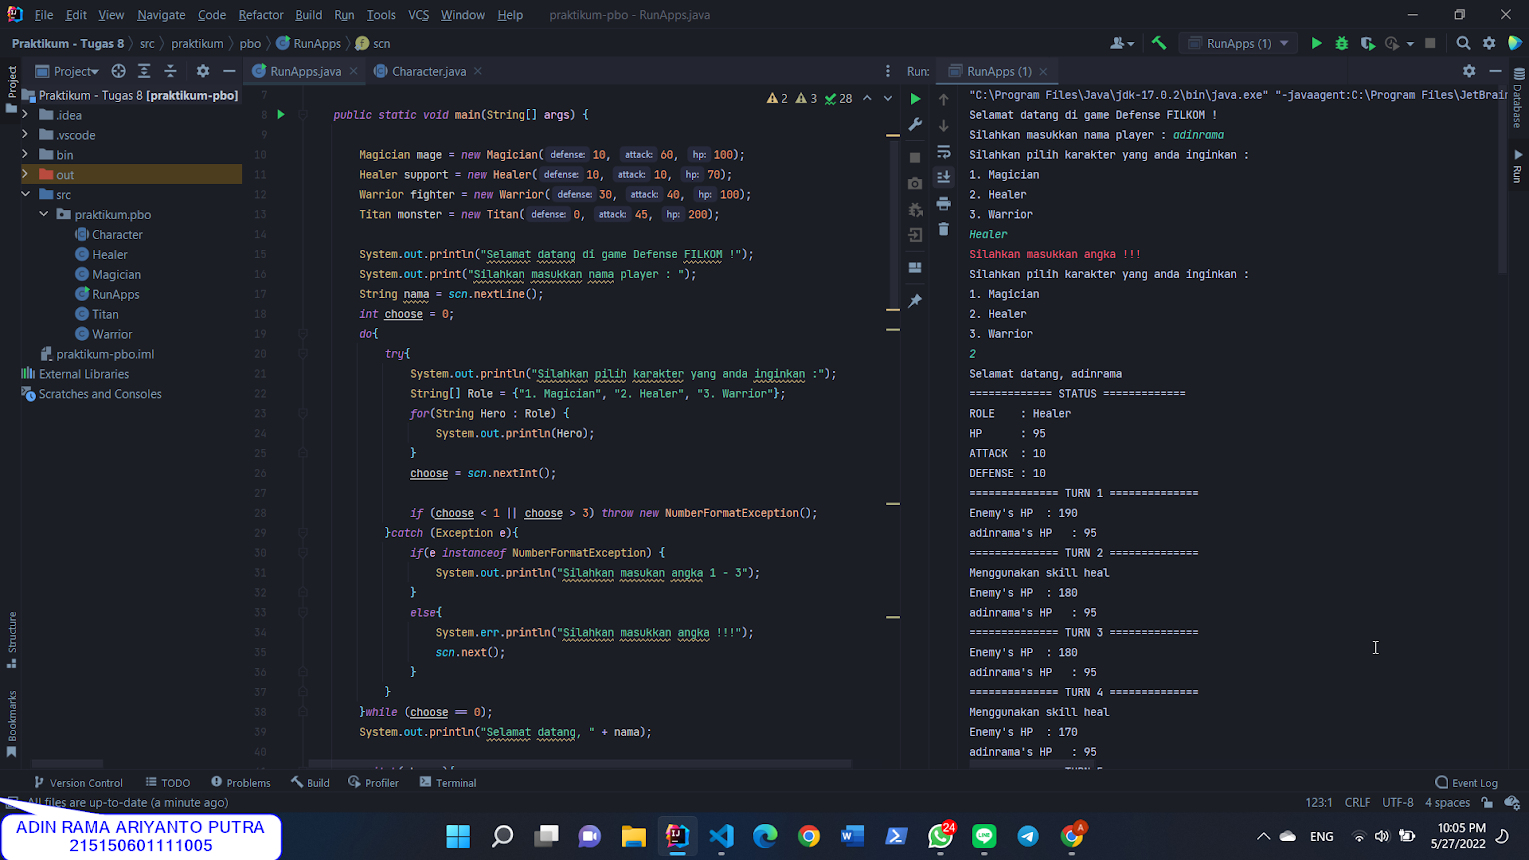 File Edit View Navigate Code Refactor Build Run Tools VCS Window Help praktikum-pbo - RunApps.java
Praktikum - Tugas 8 src praktikum pbo RunApps scn
RunApps (1)
Project
RunApps.java
Character.java
Run:
RunApps (1)
Praktikum - Tugas 8 [praktikum-pbo]
.idea
.vscode
bin
out
src
praktikum.pbo
Character
Healer
Magician
RunApps
Titan
Warrior
praktikum-pbo.iml
External Libraries
Scratches and Consoles
Project
Structure
Bookmarks
2 3 28
7
8 public static void main(String[] args) {
10 Magician mage = new Magician( defense: 10, attack: 60, hp: 100);
11 Healer support = new Healer( defense: 10, attack: 10, hp: 70);
12 Warrior fighter = new Warrior( defense: 30, attack: 40, hp: 100);
13 Titan monster = new Titan( defense: 0, attack: 45, hp: 200);
14
15 System.out.println("Selamat datang di game Defense FILKOM !");
16 System.out.print("Silahkan masukkan nama player : ");
17 String nama = scn.nextLine();
18 int choose = 0;
19 do{
20 try{
21 System.out.println("Silahkan pilih karakter yang anda inginkan :");
22 String[] Role = {"1. Magician", "2. Healer", "3. Warrior"};
23 for(String Hero : Role) {
24 System.out.println(Hero);
25 }
26 choose = scn.nextInt();
27
28 if (choose < 1 || choose > 3) throw new NumberFormatException();
29 }catch (Exception e){
30 if(e instanceof NumberFormatException) {
31 System.out.println("Silahkan masukan angka 1 - 3");
32 }
33 else{
34 System.err.println("Silahkan masukkan angka !!!");
35 scn.next();
36 }
37 }
38 }while (choose == 0);
39 System.out.println("Selamat datang, " + nama);
40
"C:\Program Files\Java\jdk-17.0.2\bin\java.exe" "-javaagent:C:\Program Files\JetBrain
Selamat datang di game Defense FILKOM !
Silahkan masukkan nama player : adinrama
Silahkan pilih karakter yang anda inginkan :
1. Magician
2. Healer
3. Warrior
Healer
Silahkan masukkan angka !!!
Silahkan pilih karakter yang anda inginkan :
1. Magician
2. Healer
3. Warrior
2
Selamat datang, adinrama
============= STATUS =============
ROLE : Healer
HP : 95
ATTACK : 10
DEFENSE : 10
============== TURN 1 ==============
Enemy's HP : 190
adinrama's HP : 95
============== TURN 2 ==============
Menggunakan skill heal
Enemy's HP : 180
adinrama's HP : 95
============== TURN 3 ==============
Enemy's HP : 180
adinrama's HP : 95
============== TURN 4 ==============
Menggunakan skill heal
Enemy's HP : 170
adinrama's HP : 95
Database
Run
Version Control TODO Problems Build Profiler Terminal Event Log
All files are up-to-date (a minute ago)
123:1 CRLF UTF-8 4 spaces
ADIN RAMA ARIYANTO PUTRA
215150601111005
24
A
ENG
10:05 PM
5/27/2022